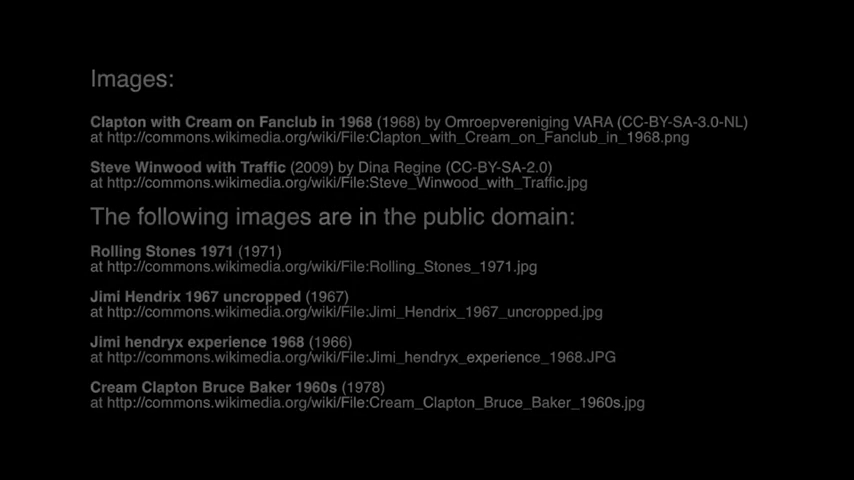 Images:
Clapton with Cream on Fanclub in 1968 (1968) by Omroepvereniging VARA (CC-BY-SA-3.0-NL)
at http://commons.wikimedia.org/wiki/File:Clapton_with_Cream_on_Fanclub_in_1968.png
Steve Winwood with Traffic (2009) by Dina Regine (CC-BY-SA-2.0)
at http://commons.wikimedia.org/wiki/File:Steve_Winwood_with_Traffic.jpg
The following images are in the public domain:
Rolling Stones 1971 (1971)
at http://commons.wikimedia.org/wiki/File:Rolling_Stones_1971.jpg
Jimi Hendrix 1967 uncropped (1967)
at http://commons.wikimedia.org/wiki/File:Jimi_Hendrix_1967_uncropped.jpg
Jimi hendryx experience 1968 (1966)
at http://commons.wikimedia.org/wiki/File:Jimi_hendryx_experience_1968.JPG
Cream Clapton Bruce Baker 1960s (1978)
at http://commons.wikimedia.org/wiki/File:Cream_Clapton_Bruce_Baker_1960s.jpg